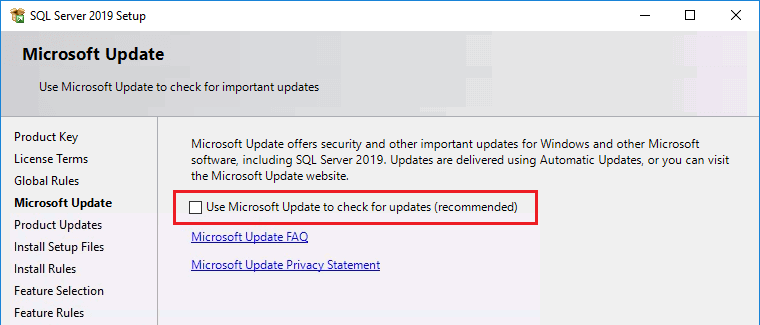 SQL Server 2019 Setup
Microsoft Update
Use Microsoft Update to check for important updates
Product Key
License Terms
Global Rules
Microsoft Update
Product Updates
Install Setup Files
Install Rules
Feature Selection
Feature Rules
Microsoft Update offers security and other important updates for Windows and other Microsoft
software, including SQL Server 2019. Updates are delivered using Automatic Updates, or you can visit
the Microsoft Update website.
Use Microsoft Update to check for updates (recommended)
Microsoft Update FAQ
Microsoft Update Privacy Statement